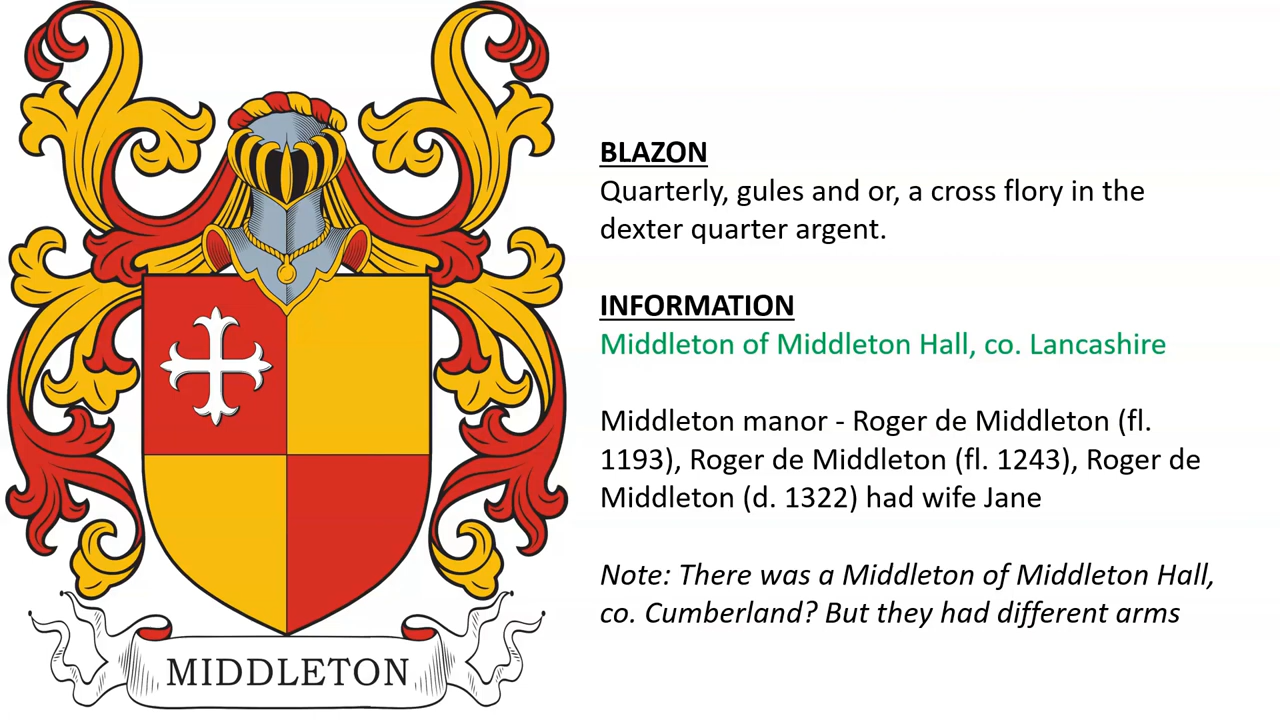 BLAZON
Quarterly, gules and or, a cross flory in the
dexter quarter argent.
INFORMATION
Middleton of Middleton Hall, co. Lancashire
Middleton manor - Roger de Middleton (fl.
1193), Roger de Middleton (fl. 1243), Roger de
Middleton (d. 1322) had wife Jane
Note: There was a Middleton of Middleton Hall,
co. Cumberland? But they had different arms
MIDDLETON